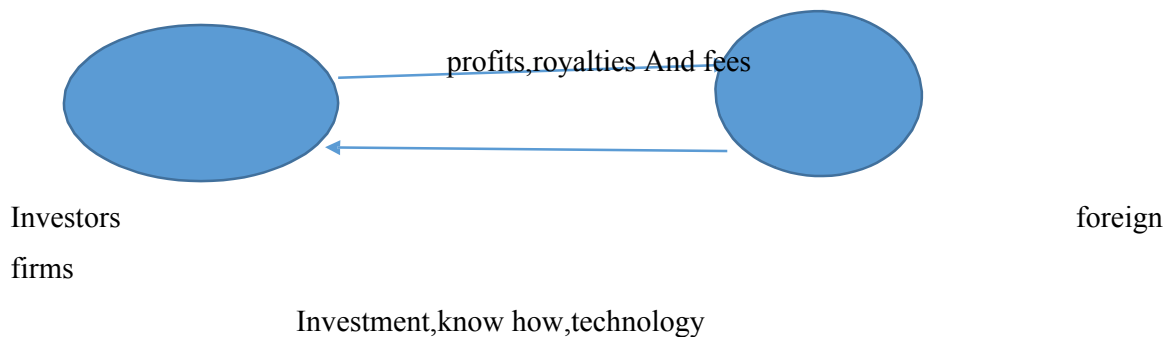 profits,royalties And fees
Investors foreign
firms
Investment,know how,technology